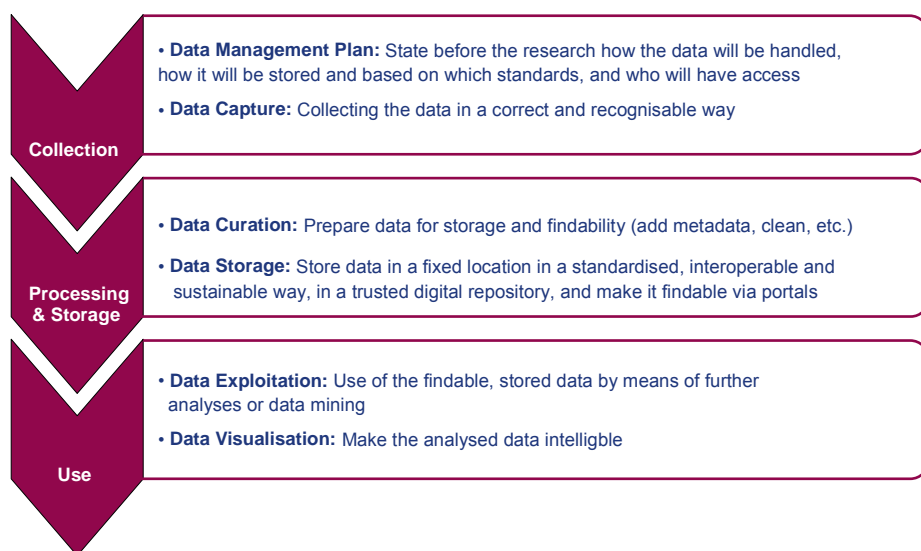 • Data Management Plan: State before the research how the data will be handled,
how it will be stored and based on which standards, and who will have access
• Data Capture: Collecting the data in a correct and recognisable way
Collection
• Data Curation: Prepare data for storage and findability (add metadata, clean, etc.)
• Data Storage: Store data in a fixed location in a standardised, interoperable and
sustainable way, in a trusted digital repository, and make it findable via portals
Processing
& Storage
• Data Exploitation: Use of the findable, stored data by means of further
analyses or data mining
• Data Visualisation: Make the analysed data intelligble
Use